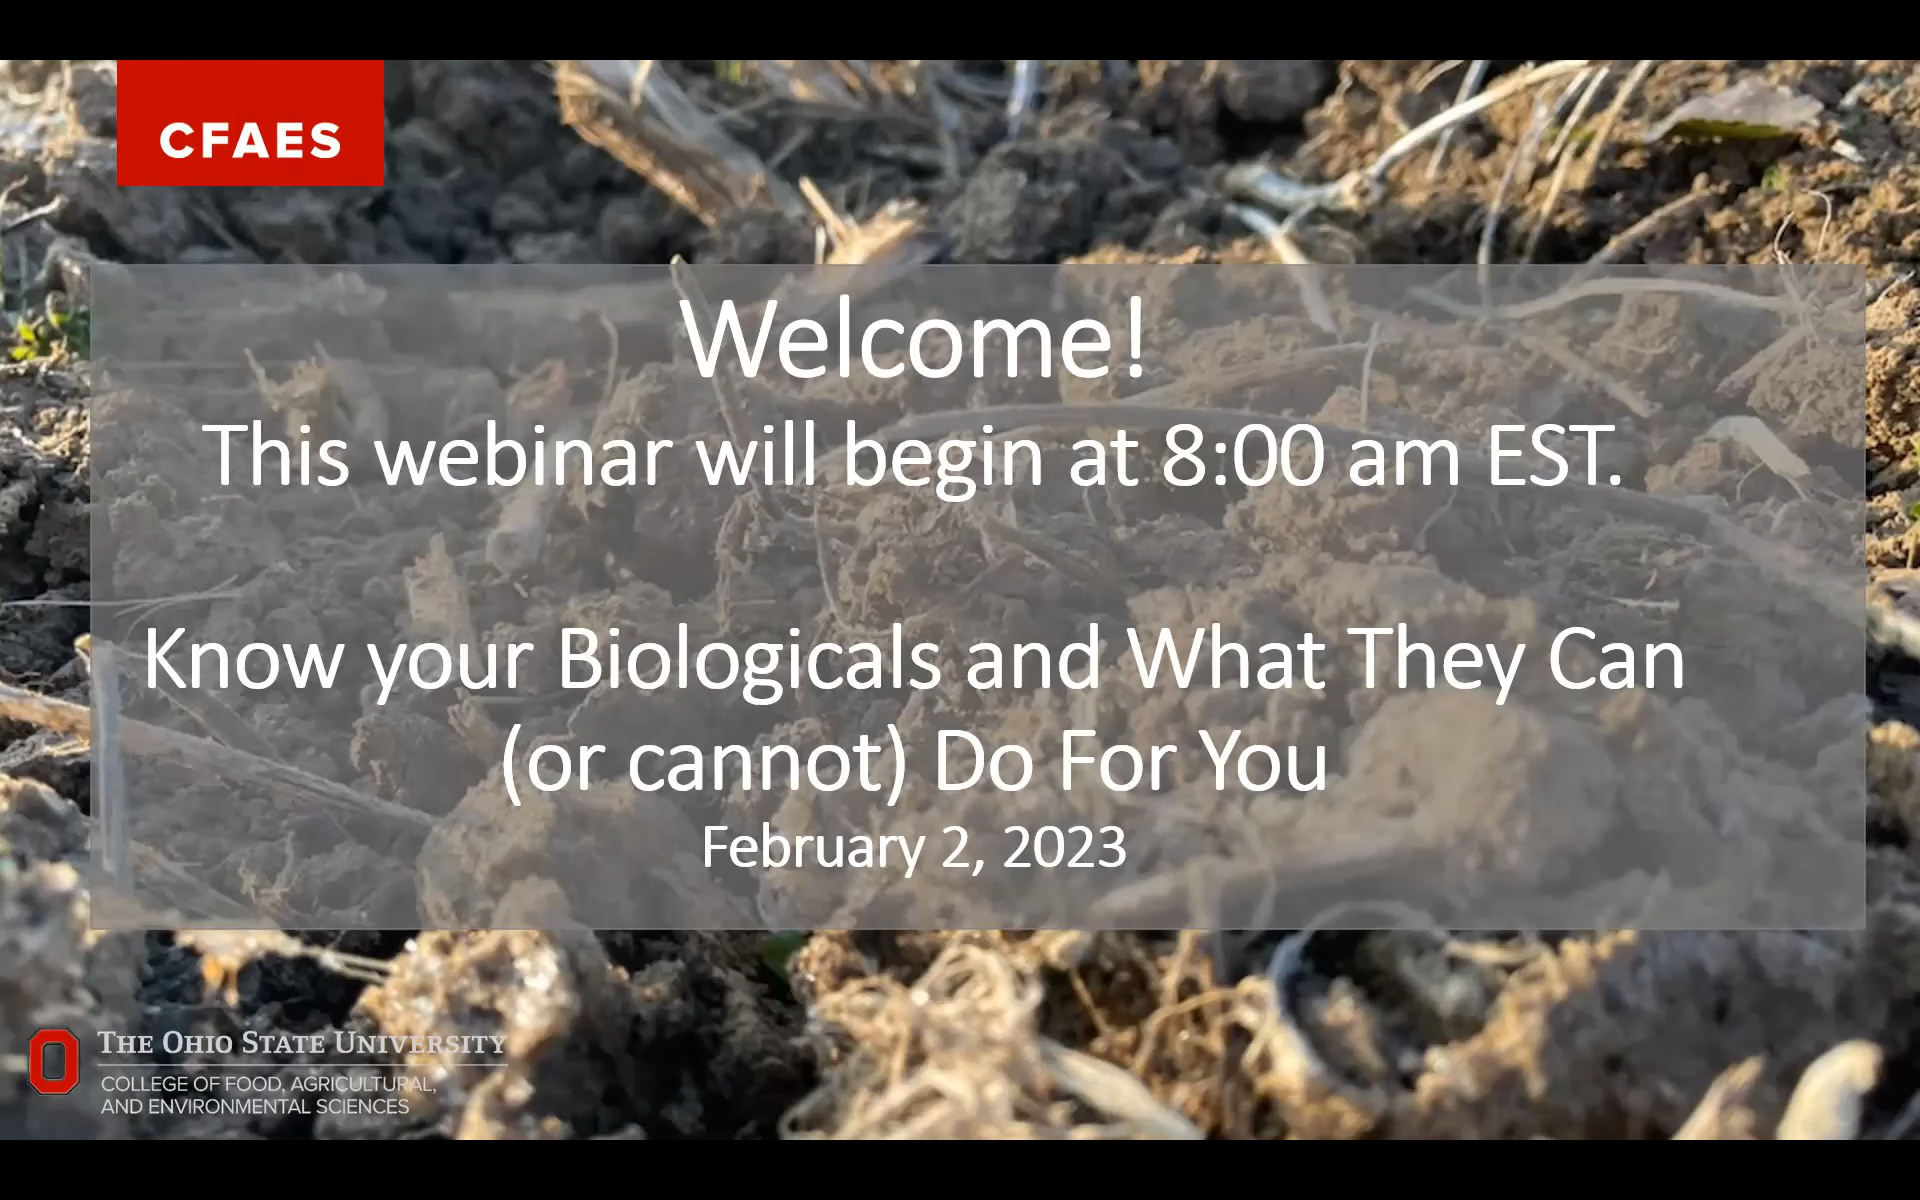 CFAES
Welcome!
This webinar will begin at 8:00 am EST.
Know your Biologicals and What They Can
(or cannot) Do For You
February 2, 2023
THE OHIO STATE UNIVERSITY
COLLEGE OF FOOD, AGRICULTURAL,
AND ENVIRONMENTAL SCIENCES